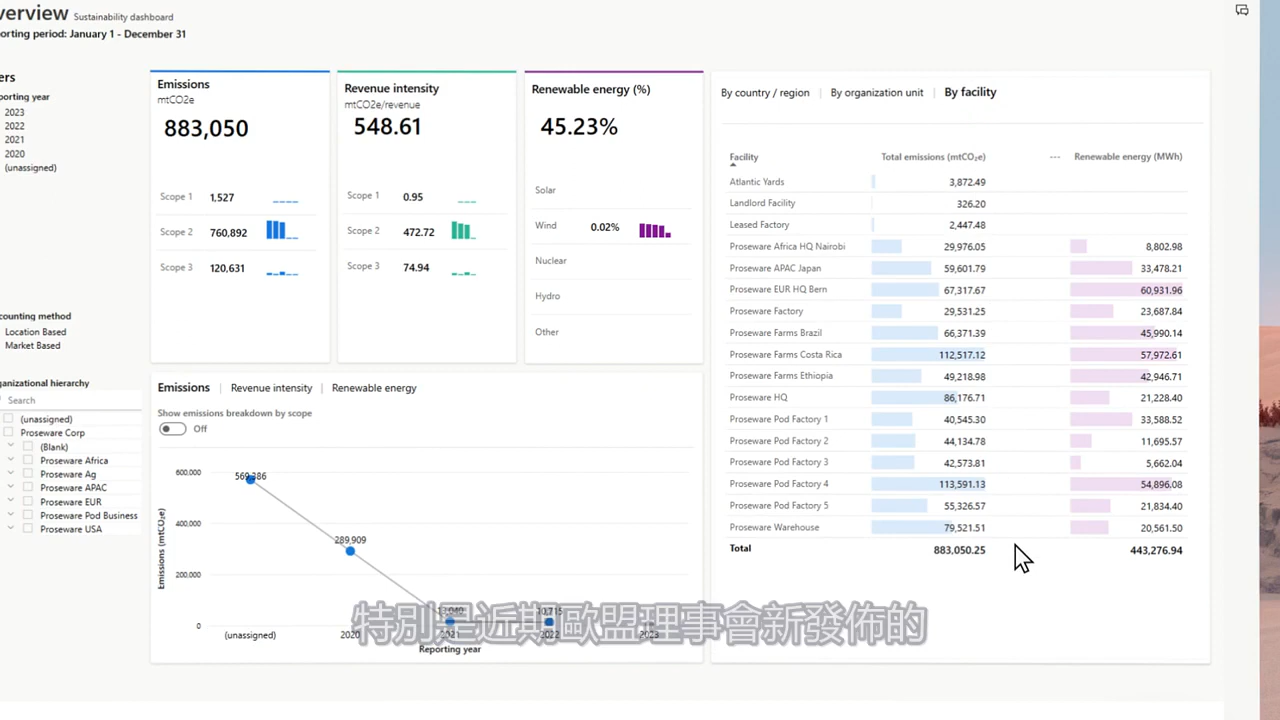 verview Sustainability dashboard
orting period: January 1 - December 31
ers
porting year
2023
2022
2021
2020
(unassigned)
counting method
Location Based
Market Based
ganizational hierarchy
Search
(unassigned)
Proseware Corp
(Blank)
Proseware Africa
Proseware Ag
Proseware APAC
Proseware EUR
Proseware Pod Business
Proseware USA
Emissions
mtCO2e
883,050
Scope 1 1,527
Scope 2 760,892
Scope 3 120,631
Revenue intensity
mtCO2e/revenue
548.61
Scope 1 0.95
Scope 2 472.72
Scope 3 74.94
Renewable energy (%)
45.23%
Solar
Wind 0.02%
Nuclear
Hydro
Other
Emissions | Revenue intensity | Renewable energy
Show emissions breakdown by scope
Off
Emissions (mtCO₂e)
600,000
400,000
200,000
0
569,386
289,909
(unassigned) 2020 2021 2022 2023
Reporting year
By country / region | By organization unit | By facility
Facility Total emissions (mtCO₂e) --- Renewable energy (MWh)
Atlantic Yards 3,872.49
Landlord Facility 326.20
Leased Factory 2,447.48
Proseware Africa HQ Nairobi 29,976.05 8,802.98
Proseware APAC Japan 59,601.79 33,478.21
Proseware EUR HQ Bern 67,317.67 60,931.96
Proseware Factory 29,531.25 23,687.84
Proseware Farms Brazil 66,371.39 45,990.14
Proseware Farms Costa Rica 112,517.12 57,972.61
Proseware Farms Ethiopia 49,218.98 42,946.71
Proseware HQ 86,176.71 21,228.40
Proseware Pod Factory 1 40,545.30 33,588.52
Proseware Pod Factory 2 44,134.78 11,695.57
Proseware Pod Factory 3 42,573.81 5,662.04
Proseware Pod Factory 4 113,591.13 54,896.08
Proseware Pod Factory 5 55,326.57 21,834.40
Proseware Warehouse 79,521.51 20,561.50
Total 883,050.25 443,276.94
特別是近期歐盟理事會新發佈的